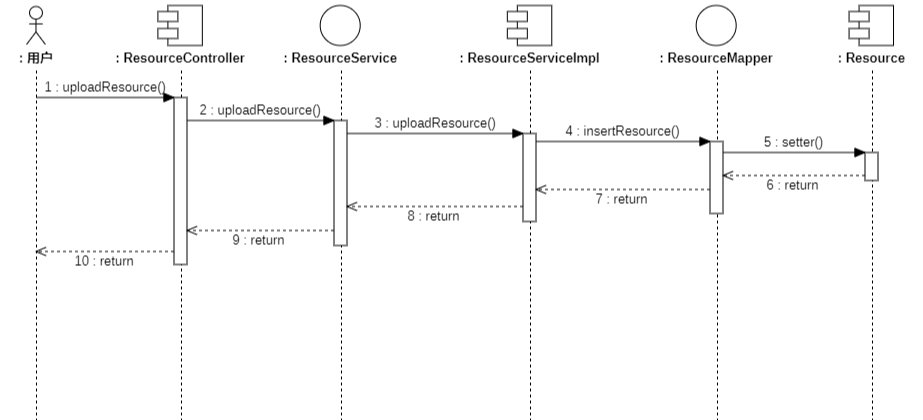 : 用户
: ResourceController
: ResourceService
: ResourceServiceImpl
: ResourceMapper
: Resource
1 : uploadResource()
2 : uploadResource()
3 : uploadResource()
4 : insertResource()
5 : setter()
6 : return
7 : return
8 : return
9 : return
10 : return